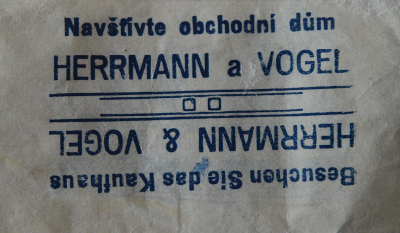 Navštivte obchodní dům
HERRMANN a VOGEL
Besuchen Sie das Kaufhaus
HERRMANN & VOGEL